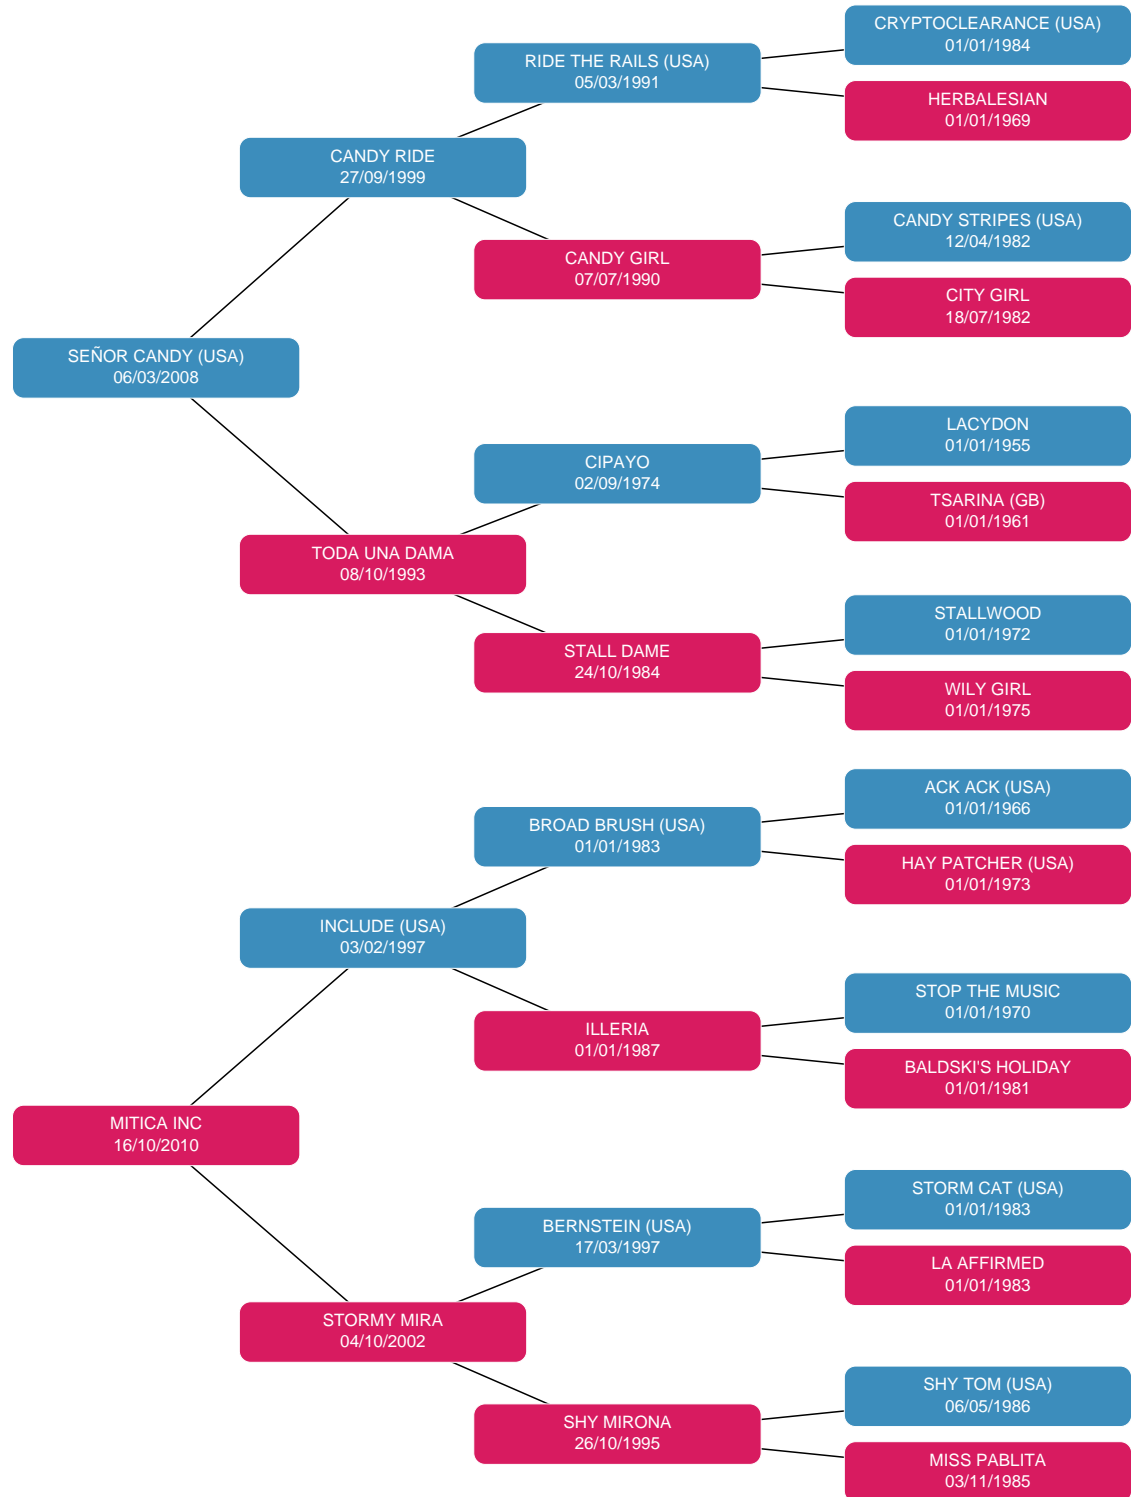 CRYPTOCLEARANCE (USA)
01/01/1984
RIDE THE RAILS (USA)
05/03/1991
HERBALESIAN
01/01/1969
CANDY RIDE
27/09/1999
CANDY STRIPES (USA)
12/04/1982
CANDY GIRL
07/07/1990
CITY GIRL
18/07/1982
SEÑOR CANDY (USA)
06/03/2008
LACYDON
01/01/1955
CIPAYO
02/09/1974
TSARINA (GB)
01/01/1961
TODA UNA DAMA
08/10/1993
STALLWOOD
01/01/1972
STALL DAME
24/10/1984
WILY GIRL
01/01/1975
ACK ACK (USA)
01/01/1966
BROAD BRUSH (USA)
01/01/1983
HAY PATCHER (USA)
01/01/1973
INCLUDE (USA)
03/02/1997
STOP THE MUSIC
01/01/1970
ILLERIA
01/01/1987
BALDSKI'S HOLIDAY
01/01/1981
MITICA INC
16/10/2010
STORM CAT (USA)
01/01/1983
BERNSTEIN (USA)
17/03/1997
LA AFFIRMED
01/01/1983
STORMY MIRA
04/10/2002
SHY TOM (USA)
06/05/1986
SHY MIRONA
26/10/1995
MISS PABLITA
03/11/1985